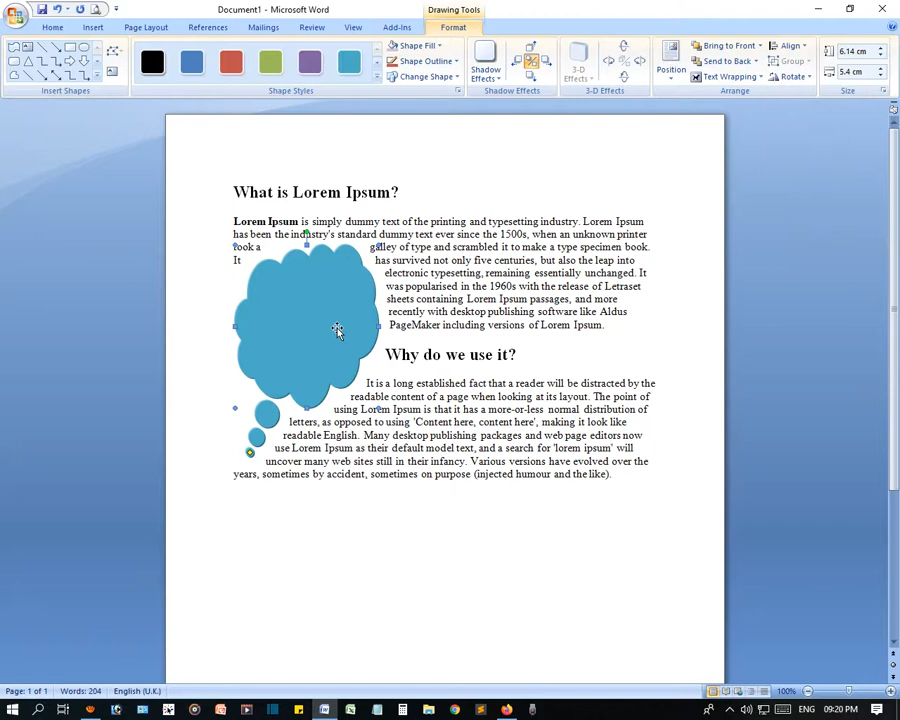 Document1 - Microsoft Word
Drawing Tools
Home Insert Page Layout References Mailings Review View Add-Ins Format
Shape Fill
Shape Outline
Change Shape
Shadow Effects
3-D Effects
Position
Bring to Front
Send to Back
Text Wrapping
Align
Group
Rotate
6.14 cm
5.4 cm
Insert Shapes Shape Styles Shadow Effects 3-D Effects Arrange Size
What is Lorem Ipsum?
Lorem Ipsum is simply dummy text of the printing and typesetting industry. Lorem Ipsum
has been the industry's standard dummy text ever since the 1500s, when an unknown printer
took a galley of type and scrambled it to make a type specimen book.
It has survived not only five centuries, but also the leap into
electronic typesetting, remaining essentially unchanged. It
was popularised in the 1960s with the release of Letraset
sheets containing Lorem Ipsum passages, and more
recently with desktop publishing software like Aldus
PageMaker including versions of Lorem Ipsum.
Why do we use it?
It is a long established fact that a reader will be distracted by the
readable content of a page when looking at its layout. The point of
using Lorem Ipsum is that it has a more-or-less normal distribution of
letters, as opposed to using 'Content here, content here', making it look like
readable English. Many desktop publishing packages and web page editors now
use Lorem Ipsum as their default model text, and a search for 'lorem ipsum' will
uncover many web sites still in their infancy. Various versions have evolved over the
years, sometimes by accident, sometimes on purpose (injected humour and the like).
Page: 1 of 1 Words: 204 English (U.K.) 100%
ENG 09:20 PM